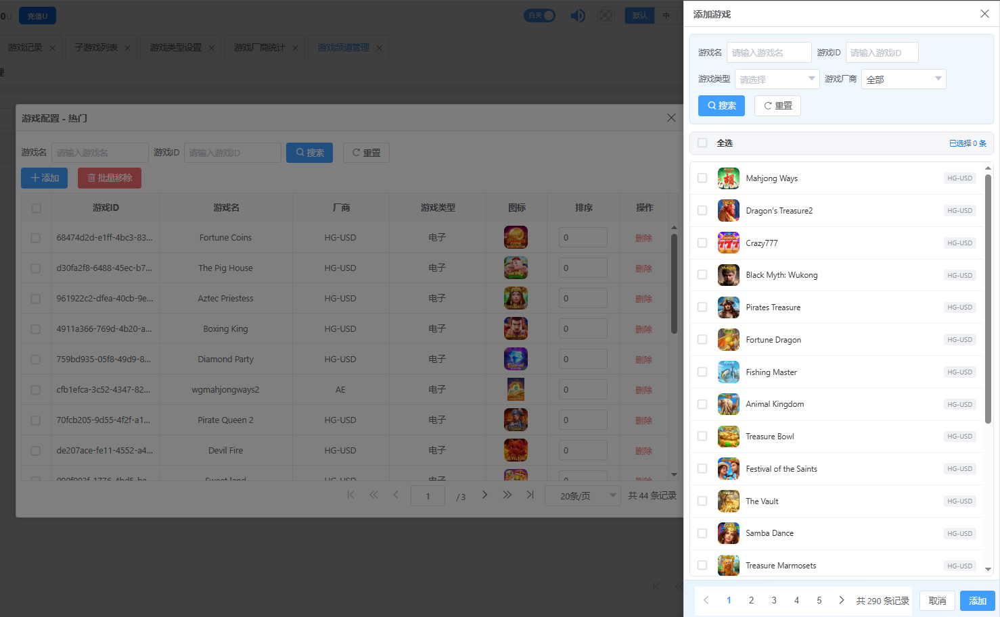 0u 充值U 白天 默认 中
游戏记录 子游戏列表 游戏类型设置 游戏厂商统计 游戏频道管理
理
游戏配置 - 热门
游戏名 请输入游戏名 游戏ID 请输入游戏ID 搜索 重置
添加 批量移除
游戏ID 游戏名 厂商 游戏类型 图标 排序 操作
68474d2d-e1ff-4bc3-83... Fortune Coins HG-USD 电子 0 删除
d30fa2f8-6488-45ec-b7... The Pig House HG-USD 电子 0 删除
961922c2-dfea-40cb-9e... Aztec Priestess HG-USD 电子 0 删除
4911a366-769d-4b20-a... Boxing King HG-USD 电子 0 删除
759bd935-05f8-49d9-8... Diamond Party HG-USD 电子 0 删除
cfb1efca-3c52-4347-82... wgmahjongways2 AE 电子 0 删除
70fcb205-9d55-4f2f-a1... Pirate Queen 2 HG-USD 电子 0 删除
de207ace-fe11-4552-a4... Devil Fire HG-USD 电子 0 删除
Sweet land HG-USD 电子 0 删除
1 / 3 20条/页 共 44 条记录
添加游戏
游戏名 请输入游戏名 游戏ID 请输入游戏ID
游戏类型 请选择 游戏厂商 全部
搜索 重置
全选 已选择 0 条
Mahjong Ways HG-USD
Dragon's Treasure2 HG-USD
Crazy777 HG-USD
Black Myth: Wukong HG-USD
Pirates Treasure HG-USD
Fortune Dragon HG-USD
Fishing Master HG-USD
Animal Kingdom HG-USD
Treasure Bowl HG-USD
Festival of the Saints HG-USD
The Vault HG-USD
Samba Dance HG-USD
Treasure Marmosets HG-USD
1 2 3 4 5 共 290 条记录 取消 添加